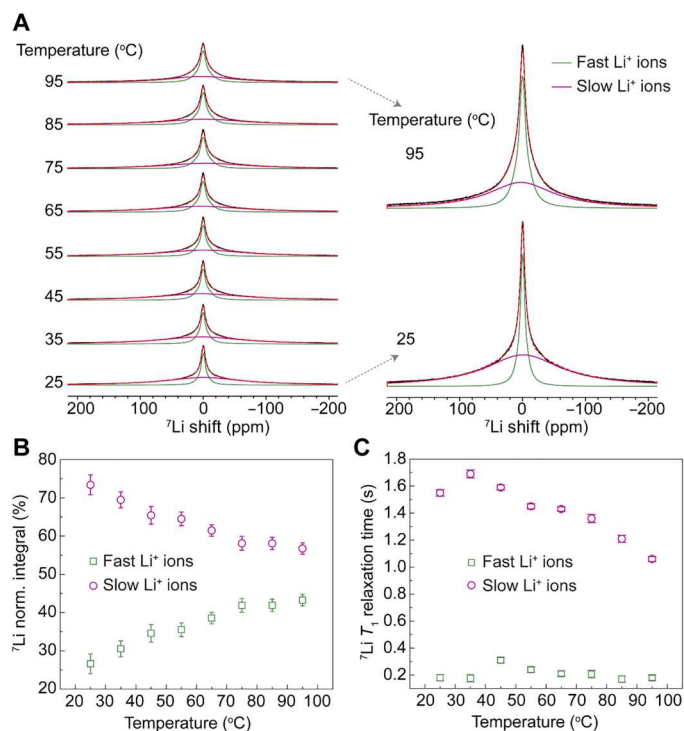 A
Temperature (°C)
95
85
75
65
55
45
35
25
200 100 0 −100 −200
⁷Li shift (ppm)
Fast Li⁺ ions
Slow Li⁺ ions
Temperature (°C)
95
25
200 100 0 −100 −200
⁷Li shift (ppm)
B
⁷Li norm. integral (%)
80
70
60
50
40
30
20
Fast Li⁺ ions
Slow Li⁺ ions
20 30 40 50 60 70 80 90 100
Temperature (°C)
C
⁷Li T₁ relaxation time (s)
1.8
1.6
1.4
1.2
1.0
0.8
0.6
0.4
0.2
Fast Li⁺ ions
Slow Li⁺ ions
20 30 40 50 60 70 80 90 100
Temperature (°C)